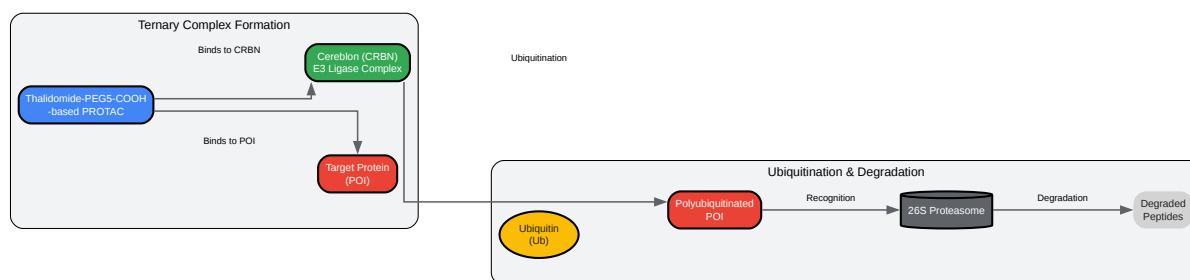 Ternary Complex Formation
Binds to CRBN
Cereblon (CRBN)
E3 Ligase Complex
Thalidomide-PEG5-COOH
-based PROTAC
Binds to POI
Target Protein
(POI)
Ubiquitination
Ubiquitination & Degradation
Polyubiquitinated
POI
Recognition
26S Proteasome
Degradation
Degraded
Peptides
Ubiquitin
(Ub)